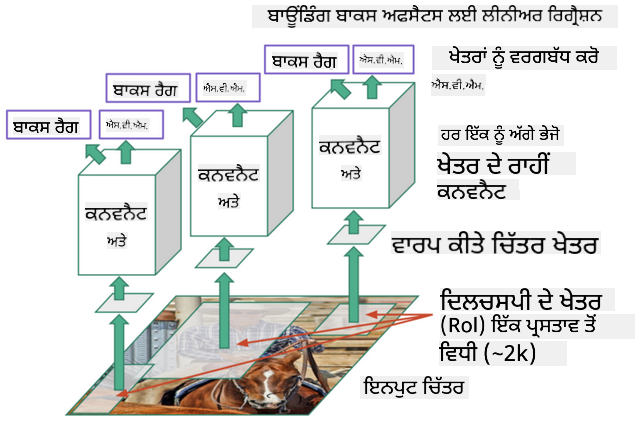 ਬਾਊਂਡਿੰਗ ਬਾਕਸ ਅਫਸੈਟਸ ਲਈ ਲੀਨੀਅਰ ਰਿਗ੍ਰੈਸ਼ਨ
ਬਾਕਸ ਰੈਗ
ਐਸ.ਵੀ.ਐਮ.
ਖੇਤਰਾਂ ਨੂੰ ਵਰਗਬੱਧ ਕਰੋ
ਐਸ.ਵੀ.ਐਮ.
ਬਾਕਸ ਰੈਗ
ਐਸ.ਵੀ.ਐਮ.
ਬਾਕਸ ਰੈਗ
ਐਸ.ਵੀ.ਐਮ.
ਹਰ ਇੱਕ ਨੂੰ ਅੱਗੇ ਭੇਜੋ
ਖੇਤਰ ਦੇ ਰਾਹੀਂ
ਕਨਵਨੈਟ
ਕਨਵਨੈਟ
ਅਤੇ
ਕਨਵਨੈਟ
ਅਤੇ
ਕਨਵਨੈਟ
ਅਤੇ
ਵਾਰਪ ਕੀਤੇ ਚਿੱਤਰ ਖੇਤਰ
ਦਿਲਚਸਪੀ ਦੇ ਖੇਤਰ
(RoI) ਇੱਕ ਪ੍ਰਸਤਾਵ ਤੋਂ
ਵਿਧੀ (~2k)
ਇਨਪੁਟ ਚਿੱਤਰ